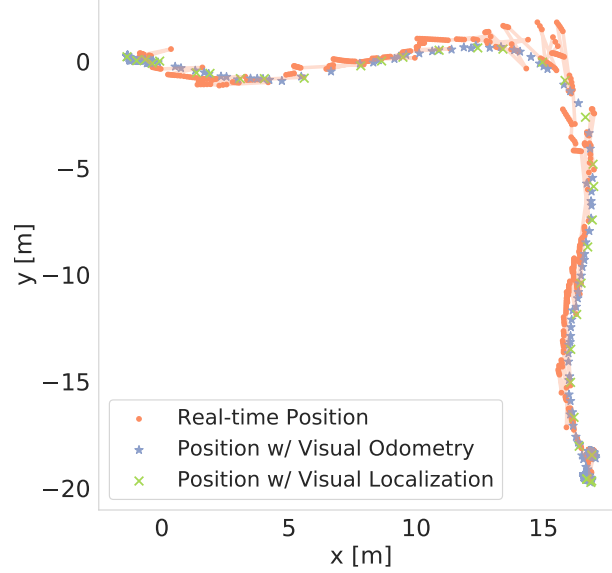 0
−5
−10
−15
−20
y [m]
Real-time Position
Position w/ Visual Odometry
Position w/ Visual Localization
0 5 10 15
x [m]